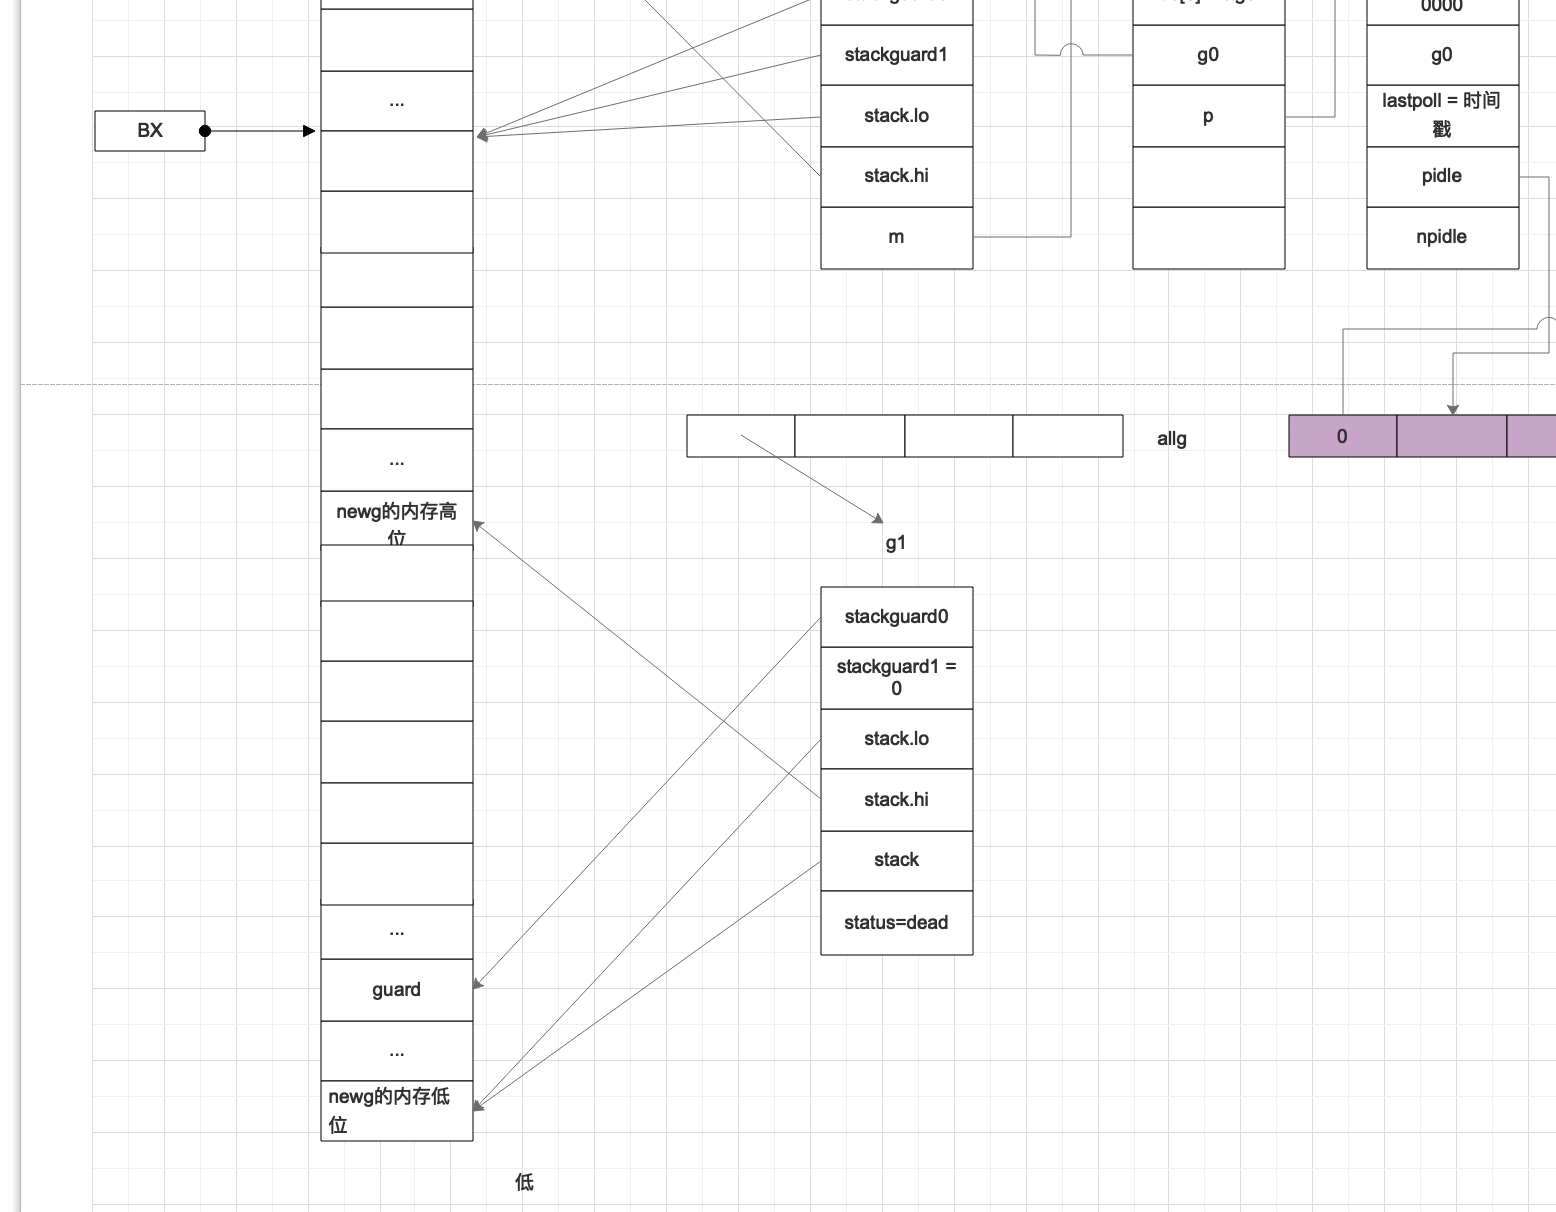 0000
stackguard1
g0
g0
...
BX
stack.lo
p
lastpoll = 时间
戳
stack.hi
pidle
m
npidle
allg
0
...
newg的内存高
位
g1
stackguard0
stackguard1 =
0
stack.lo
stack.hi
stack
status=dead
...
guard
...
newg的内存低
位
低